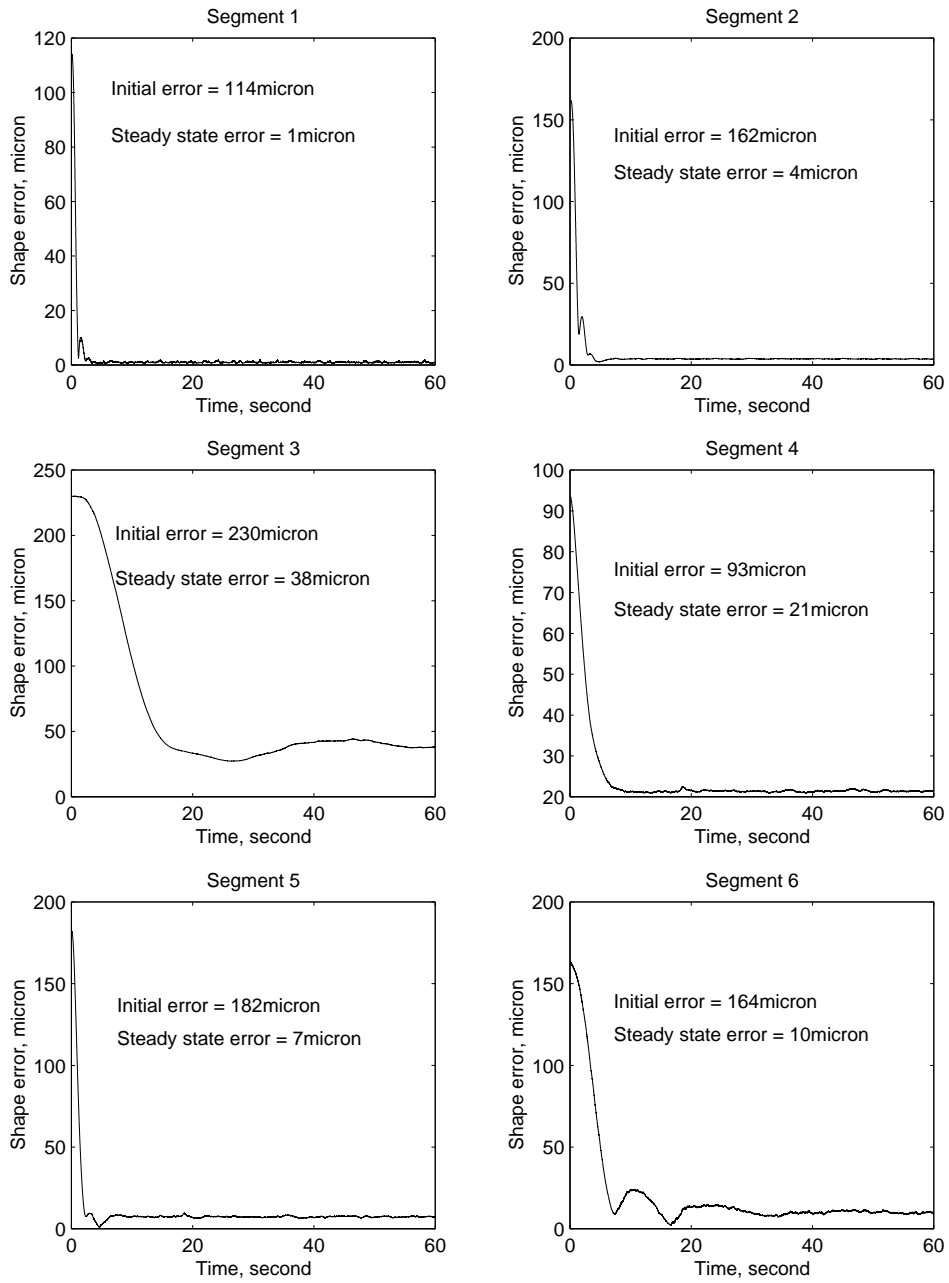 Segment 1
120
100
80
60
40
20
0
Shape error, micron
Initial error = 114micron
Steady state error = 1micron
0 20 40 60
Time, second
Segment 2
200
150
100
50
0
Shape error, micron
Initial error = 162micron
Steady state error = 4micron
0 20 40 60
Time, second
Segment 3
250
200
150
100
50
0
Shape error, micron
Initial error = 230micron
Steady state error = 38micron
0 20 40 60
Time, second
Segment 4
100
90
80
70
60
50
40
30
20
Shape error, micron
Initial error = 93micron
Steady state error = 21micron
0 20 40 60
Time, second
Segment 5
200
150
100
50
0
Shape error, micron
Initial error = 182micron
Steady state error = 7micron
0 20 40 60
Time, second
Segment 6
200
150
100
50
0
Shape error, micron
Initial error = 164micron
Steady state error = 10micron
0 20 40 60
Time, second